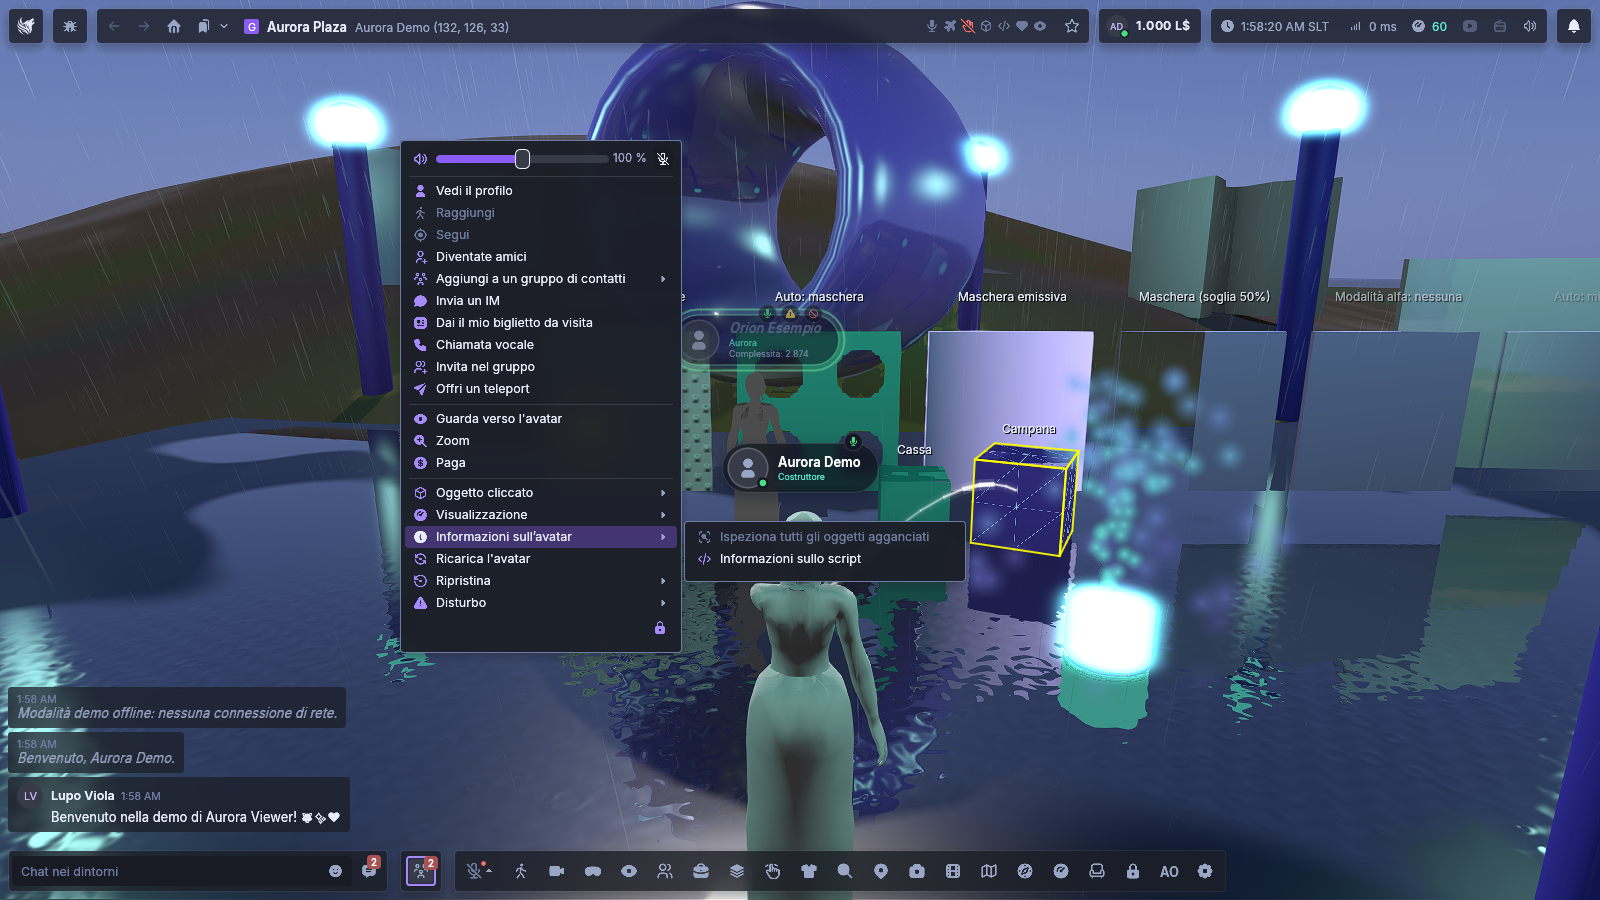 G Aurora Plaza Aurora Demo (132, 126, 33)
AD 1.000 L$
1:58:20 AM SLT 0 ms 60
100 %
Vedi il profilo
Raggiungi
Segui
Diventate amici
Aggiungi a un gruppo di contatti
Invia un IM
Dai il mio biglietto da visita
Chiamata vocale
Invita nel gruppo
Offri un teleport
Guarda verso l'avatar
Zoom
Paga
Oggetto cliccato
Visualizzazione
Informazioni sull'avatar
Ricarica l'avatar
Ripristina
Disturbo
Ispeziona tutti gli oggetti agganciati
Informazioni sullo script
Auto: maschera
Maschera emissiva
Maschera (soglia 50%)
Modalità alfa: nessuna
Auto: m
Orion Esempio
Aurora
Complessità: 2.874
Campana
Cassa
Aurora Demo
Costruttore
1:58 AM
Modalità demo offline: nessuna connessione di rete.
1:58 AM
Benvenuto, Aurora Demo.
LV Lupo Viola 1:58 AM
Benvenuto nella demo di Aurora Viewer!
Chat nei dintorni
2
2
AO